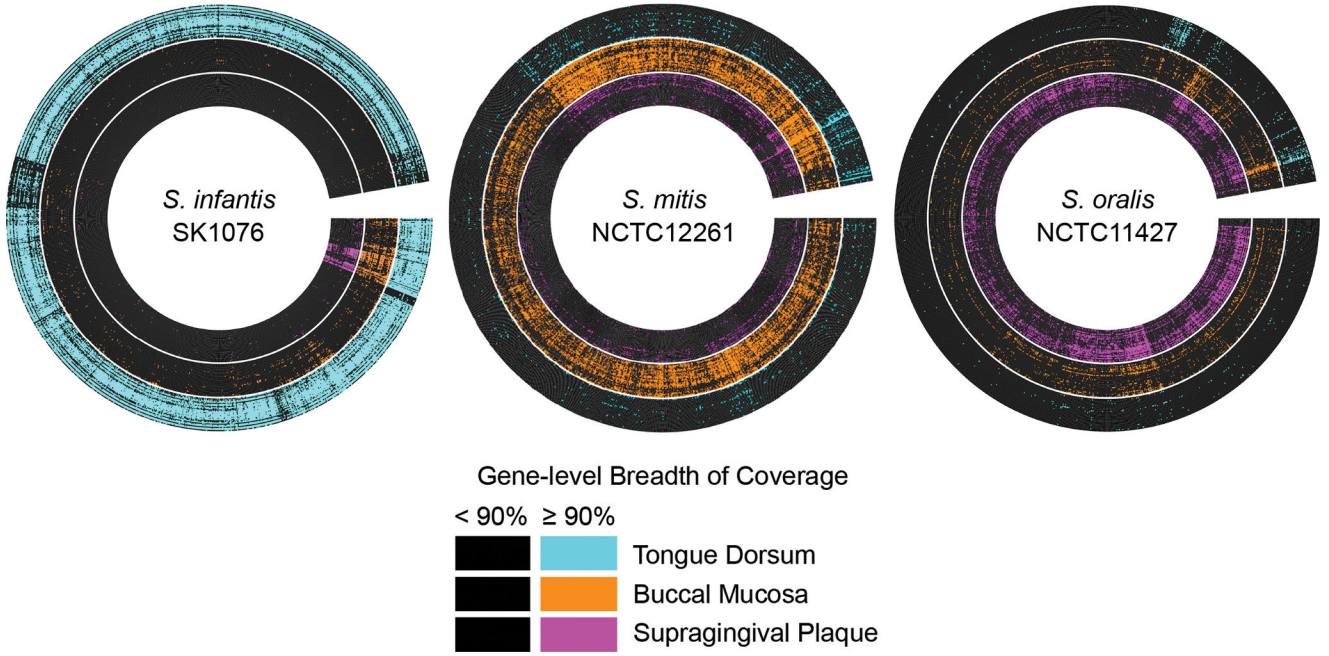 S. infantis
SK1076
S. mitis
NCTC12261
S. oralis
NCTC11427
Gene-level Breadth of Coverage
< 90% ≥ 90%
Tongue Dorsum
Buccal Mucosa
Supragingival Plaque